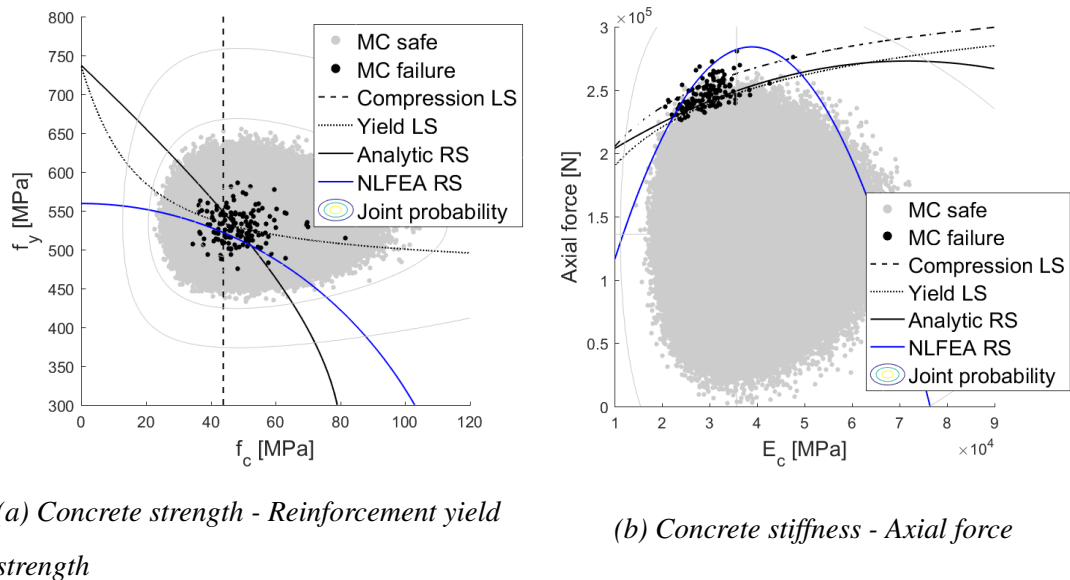 800
750
700
650
600
550
500
450
400
350
300
f_y [MPa]
0 20 40 60 80 100 120
f_c [MPa]
MC safe
MC failure
Compression LS
Yield LS
Analytic RS
NLFEA RS
Joint probability
(a) Concrete strength - Reinforcement yield
strength
×10^5
3
2.5
2
1.5
1
0.5
0
Axial force [N]
1 2 3 4 5 6 7 8 9
×10^4
E_c [MPa]
MC safe
MC failure
Compression LS
Yield LS
Analytic RS
NLFEA RS
Joint probability
(b) Concrete stiffness - Axial force